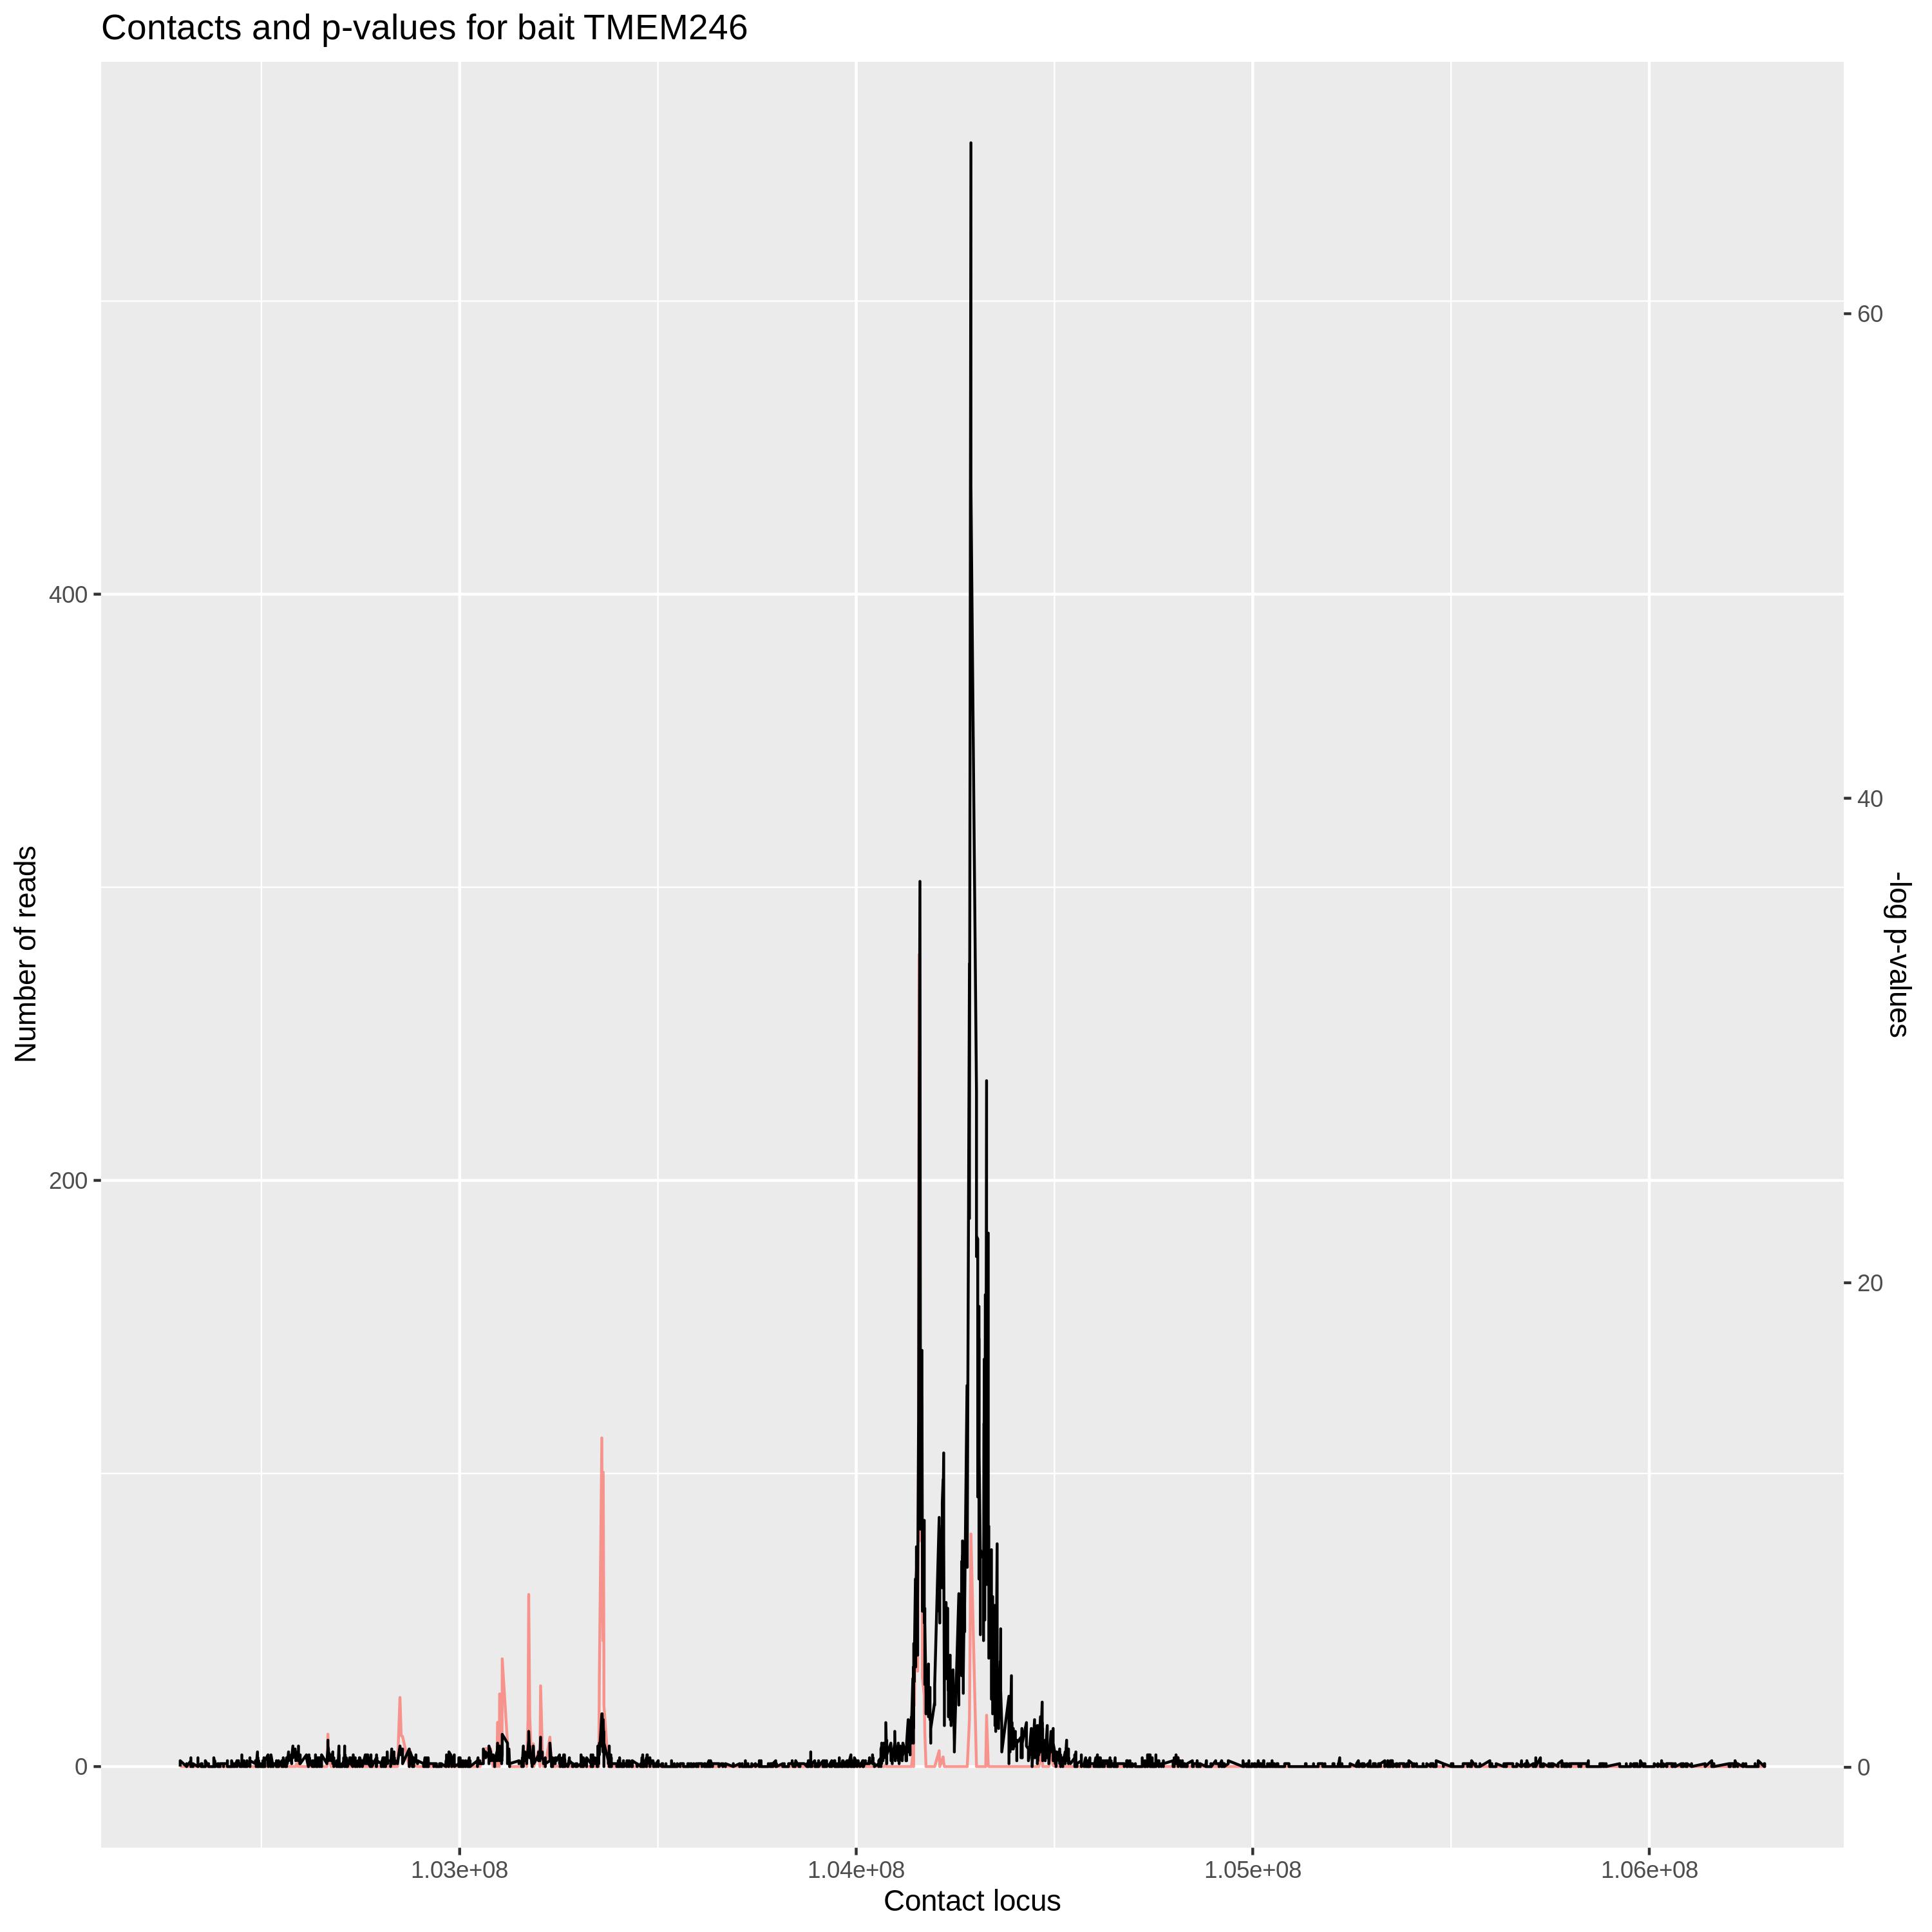 Contacts and p-values for bait TMEM246
Number of reads
400
200
0
60
40
20
0
-log p-values
1.03e+08
1.04e+08
1.05e+08
1.06e+08
Contact locus